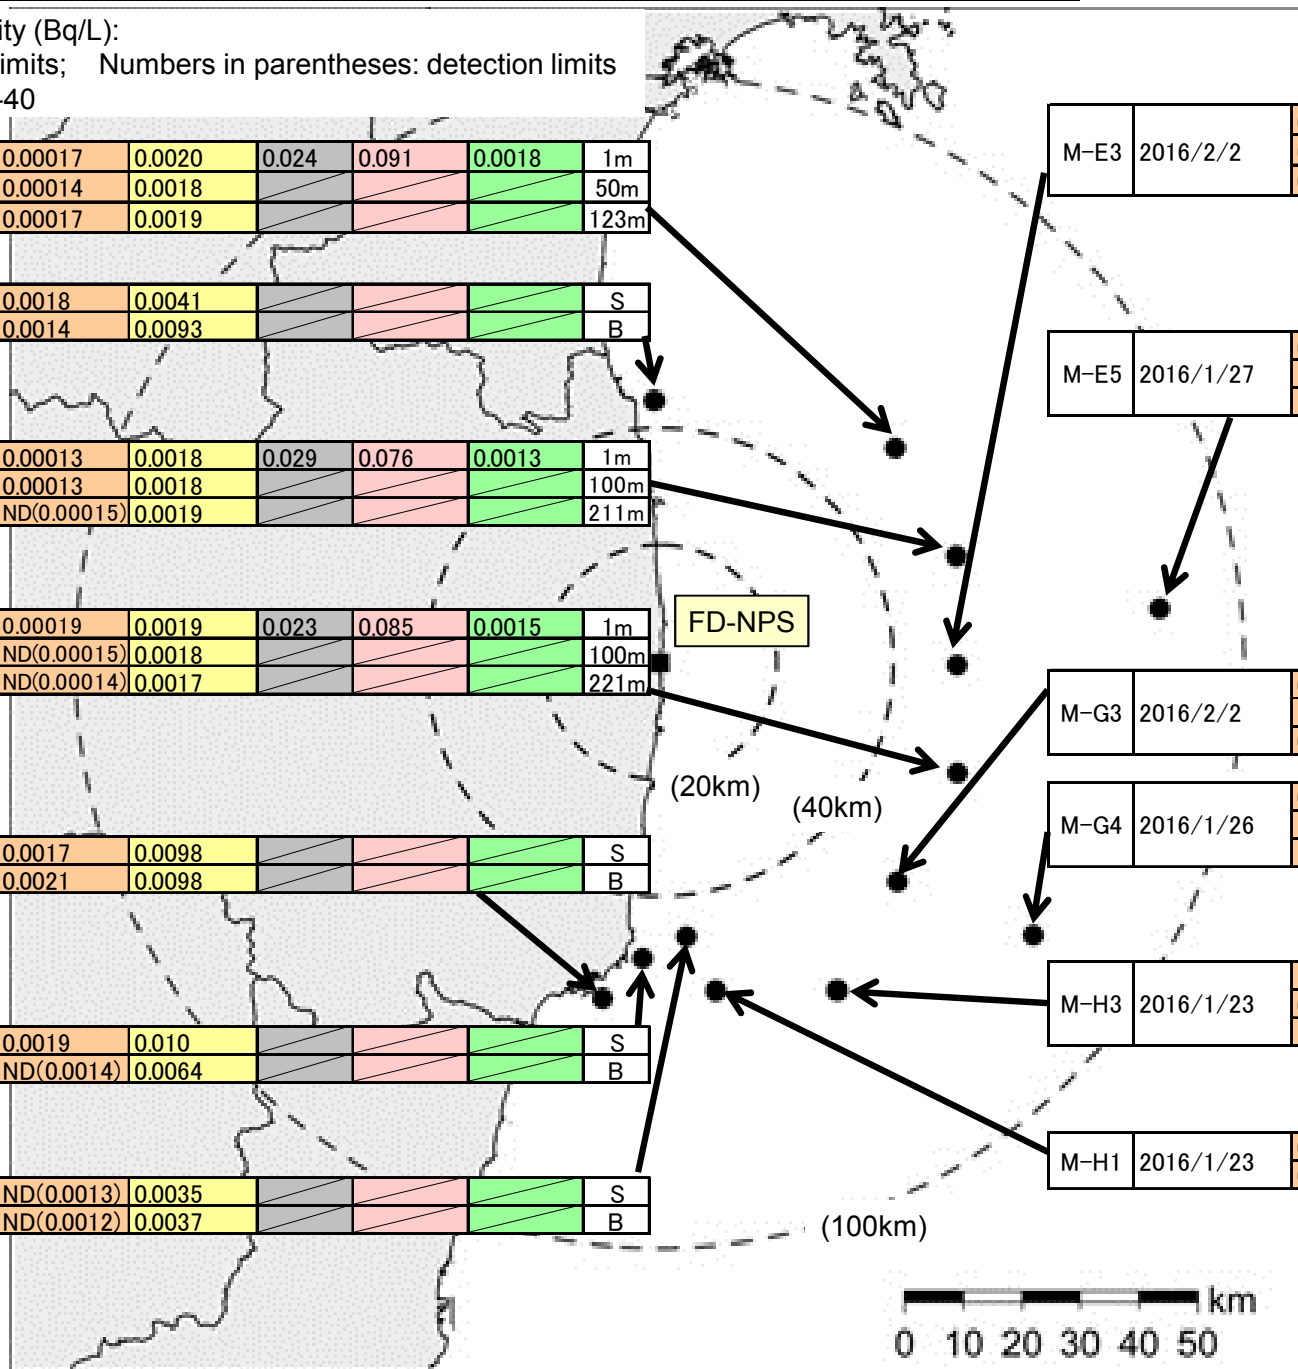 ity (Bq/L):
imits; Numbers in parentheses: detection limits
-40
0.00017 0.0020 0.024 0.091 0.0018 1m
0.00014 0.0018 50m
0.00017 0.0019 123m
M-E3 2016/2/2
0.0018 0.0041 S
0.0014 0.0093 B
M-E5 2016/1/27
0.00013 0.0018 0.029 0.076 0.0013 1m
0.00013 0.0018 100m
ND(0.00015) 0.0019 211m
0.00019 0.0019 0.023 0.085 0.0015 1m
ND(0.00015) 0.0018 100m
ND(0.00014) 0.0017 221m
FD-NPS
M-G3 2016/2/2
(20km)
(40km)
M-G4 2016/1/26
0.0017 0.0098 S
0.0021 0.0098 B
M-H3 2016/1/23
0.0019 0.010 S
ND(0.0014) 0.0064 B
M-H1 2016/1/23
ND(0.0013) 0.0035 S
ND(0.0012) 0.0037 B
(100km)
km
0 10 20 30 40 50